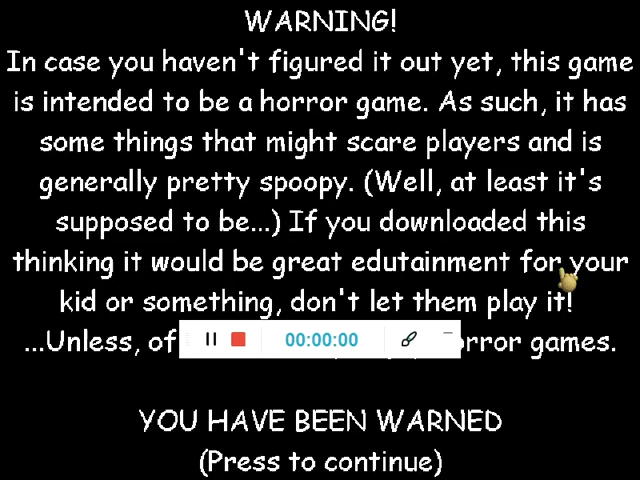 WARNING!
In case you haven't figured it out yet, this game
is intended to be a horror game. As such, it has
some things that might scare players and is
generally pretty spoopy. (Well, at least it's
supposed to be...) If you downloaded this
thinking it would be great edutainment for your
kid or something, don't let them play it!
...Unless, of games.
00:00:00
YOU HAVE BEEN WARNED
(Press to continue)